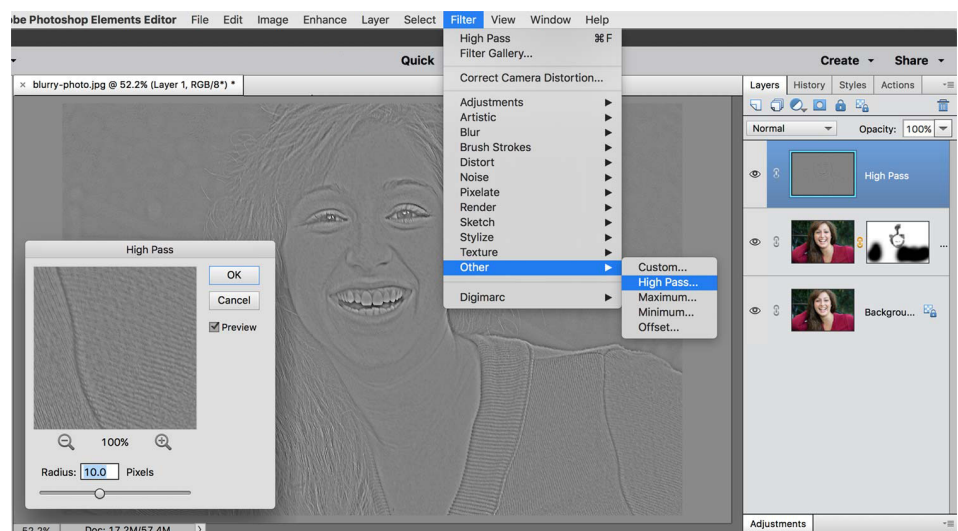 be Photoshop Elements Editor File Edit Image Enhance Layer Select Filter View Window Help
High Pass ⌘F
Filter Gallery...
Quick
Create Share
Correct Camera Distortion...
× blurry-photo.jpg @ 52.2% (Layer 1, RGB/8*) *
Layers History Styles Actions
Adjustments
Artistic
Blur
Brush Strokes
Distort
Noise
Pixelate
Render
Sketch
Stylize
Texture
Other
Digimarc
Custom...
High Pass...
Maximum...
Minimum...
Offset...
Normal Opacity: 100%
High Pass
...
Backgrou...
High Pass
OK
Cancel
Preview
100%
Radius: 10.0 Pixels
52.2% Doc: 17.2M/57.4M
Adjustments